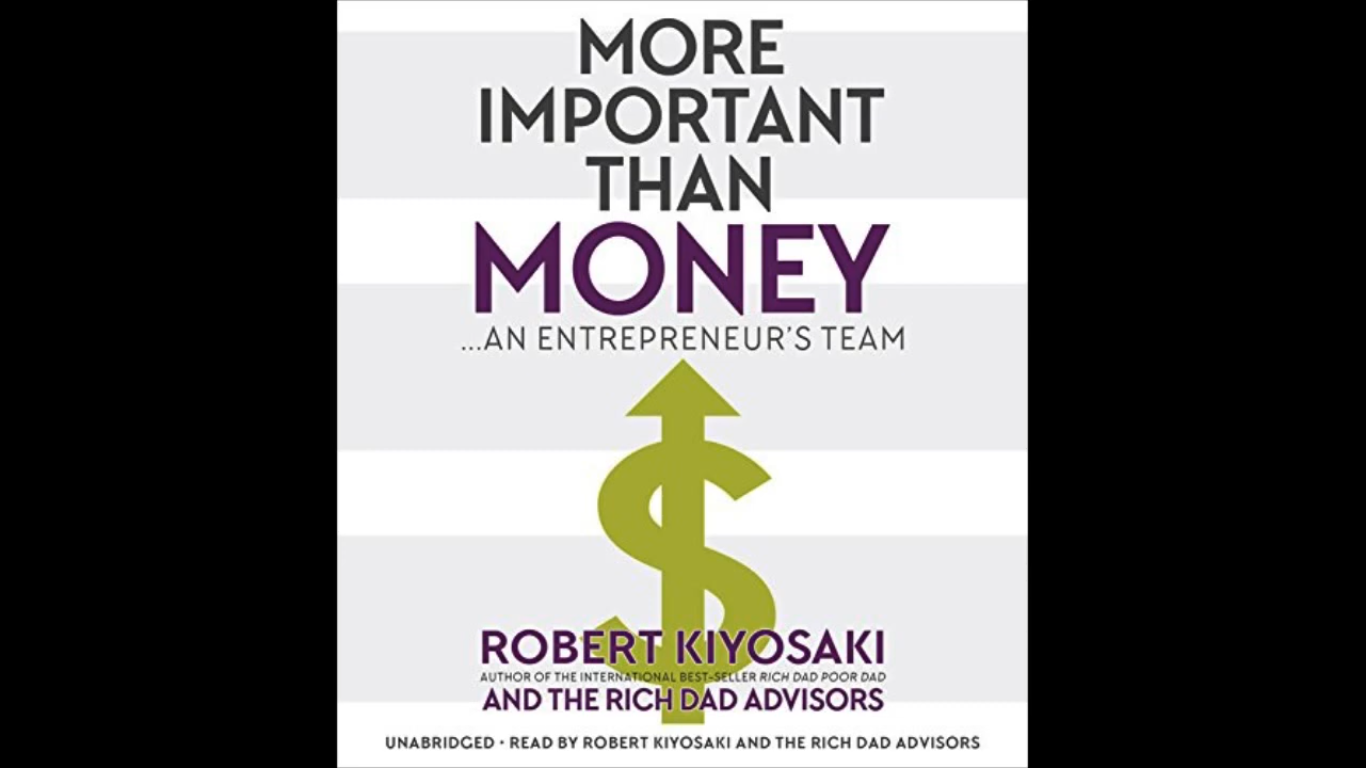 MORE
IMPORTANT
THAN
MONEY
...AN ENTREPRENEUR'S TEAM
$
ROBERT KIYOSAKI
AUTHOR OF THE INTERNATIONAL BEST-SELLER RICH DAD POOR DAD
AND THE RICH DAD ADVISORS
UNABRIDGED • READ BY ROBERT KIYOSAKI AND THE RICH DAD ADVISORS